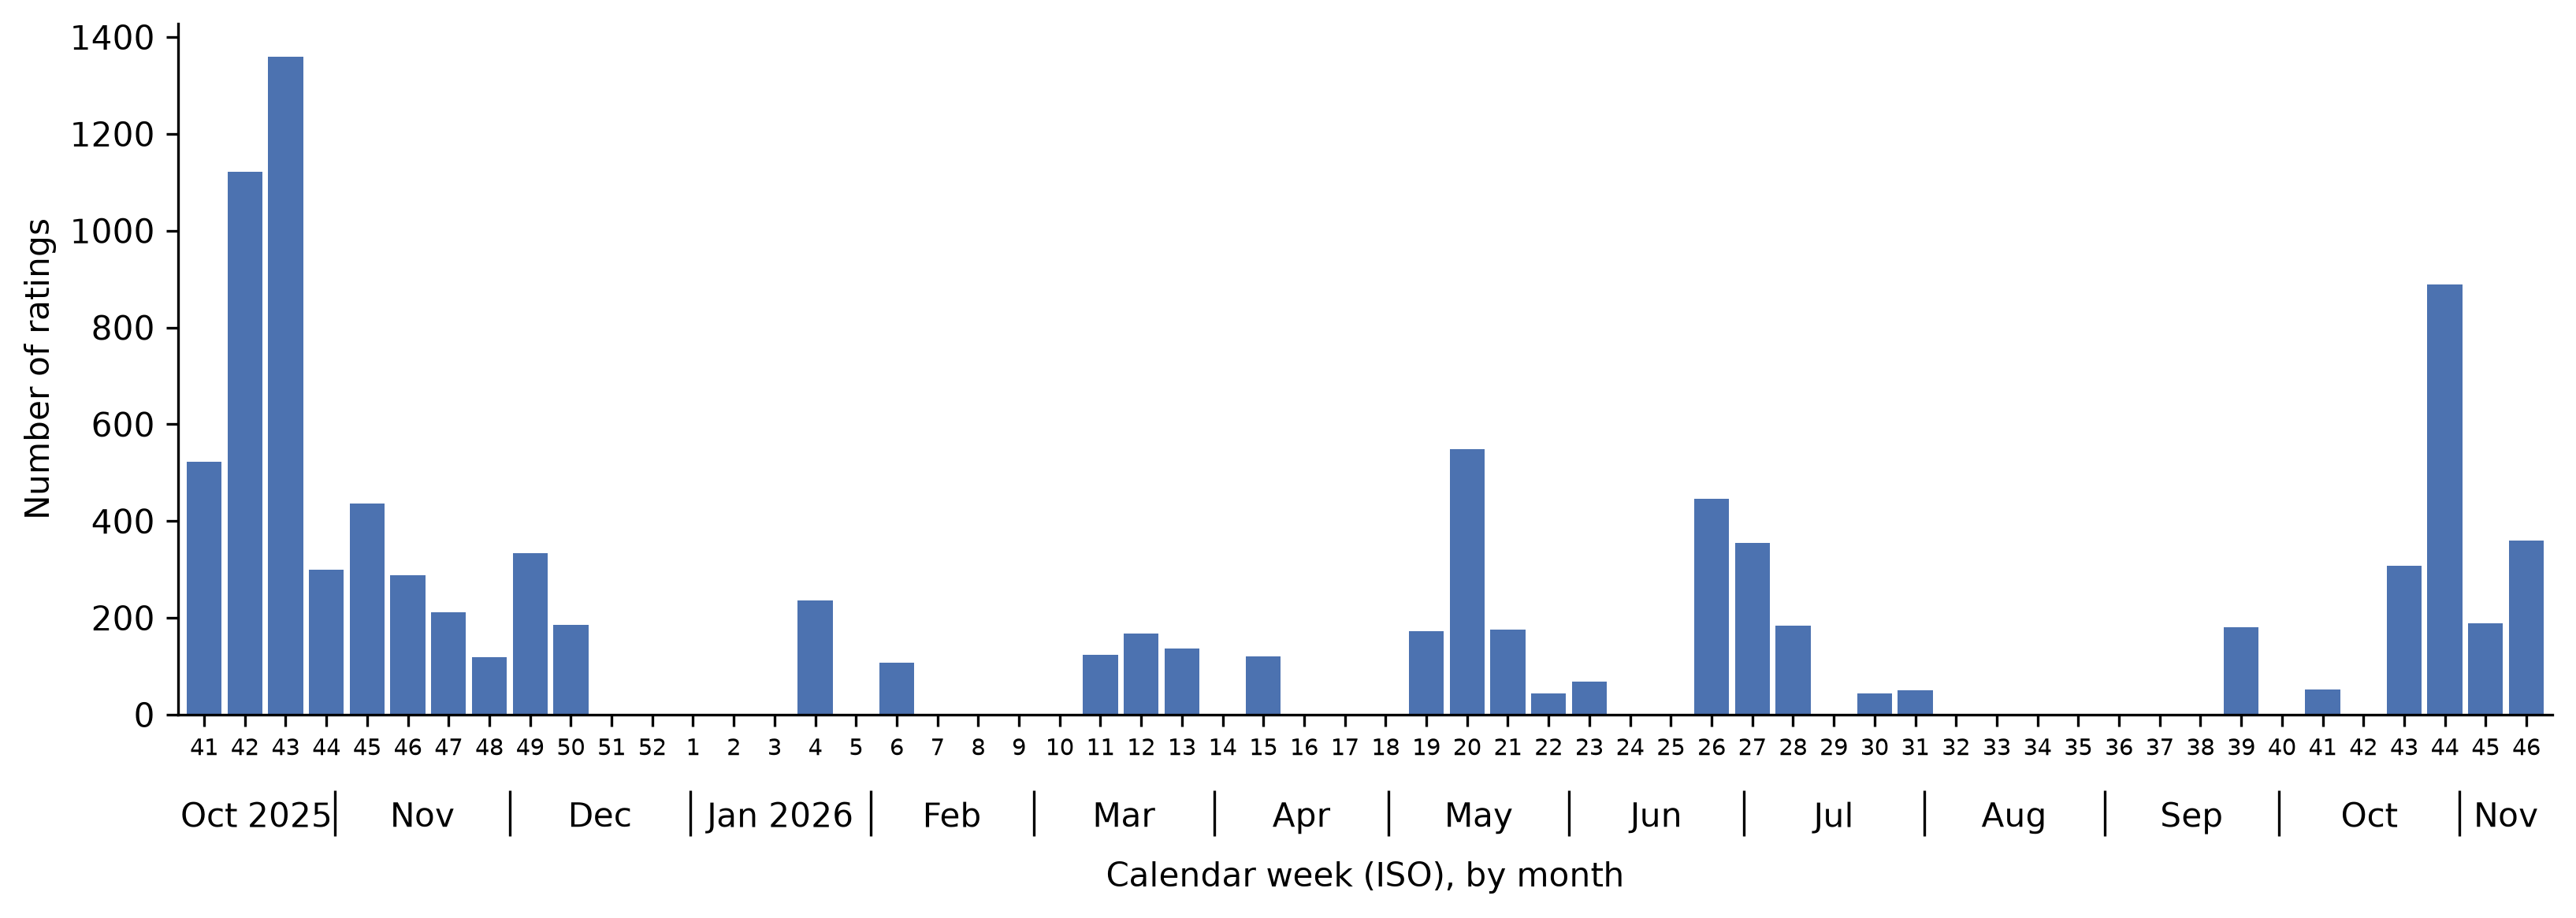 1400
1200
1000
800
600
400
200
0
Number of ratings
41 42 43 44 45 46 47 48 49 50 51 52 1 2 3 4 5 6 7 8 9 10 11 12 13 14 15 16 17 18 19 20 21 22 23 24 25 26 27 28 29 30 31 32 33 34 35 36 37 38 39 40 41 42 43 44 45 46
Oct 2025 Nov Dec Jan 2026 Feb Mar Apr May Jun Jul Aug Sep Oct Nov
Calendar week (ISO), by month